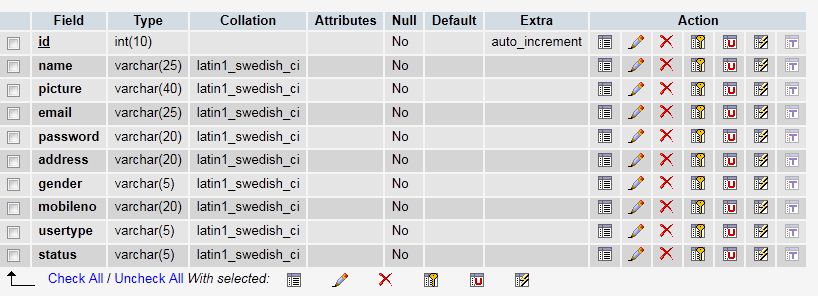 Field Type Collation Attributes Null Default Extra Action
id int(10) No auto_increment
name varchar(25) latin1_swedish_ci No
picture varchar(40) latin1_swedish_ci No
email varchar(25) latin1_swedish_ci No
password varchar(20) latin1_swedish_ci No
address varchar(20) latin1_swedish_ci No
gender varchar(5) latin1_swedish_ci No
mobileno varchar(20) latin1_swedish_ci No
usertype varchar(5) latin1_swedish_ci No
status varchar(5) latin1_swedish_ci No
Check All / Uncheck All With selected: